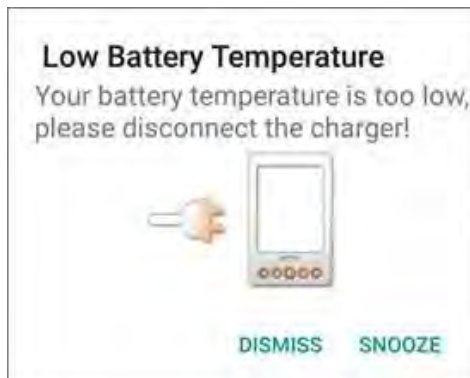 Low Battery Temperature
Your battery temperature is too low,
please disconnect the charger!
DISMISS SNOOZE